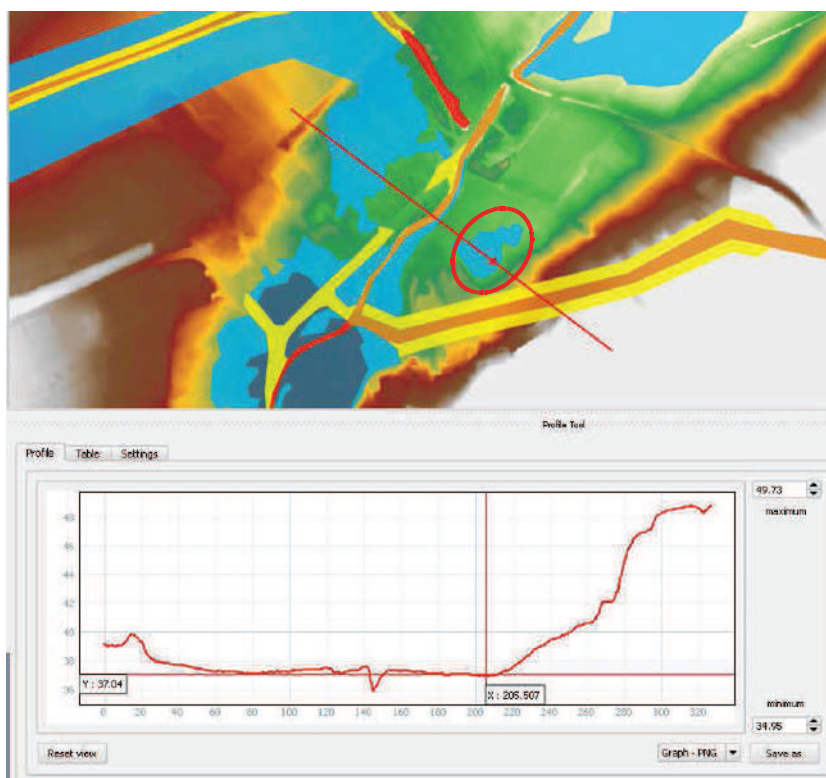 Profile Tool
Profile Table Settings
49.73
maximum
48
46
44
42
40
38
36
Y : 37.04
X : 205.507
0 20 40 60 80 100 120 140 160 180 200 220 240 260 280 300 320
minimum
34.95
Reset view Graph - PNG Save as